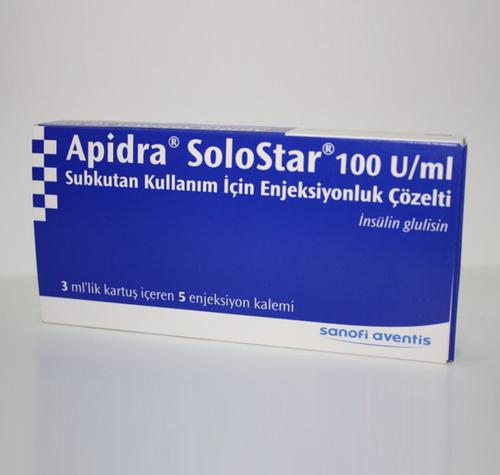 Apidra® SoloStar® 100 U/ml
Subkutan Kullanım İçin Enjeksiyonluk Çözelti
İnsülin glulisin
3 ml'lik kartuş içeren 5 enjeksiyon kalemi
sanofi aventis